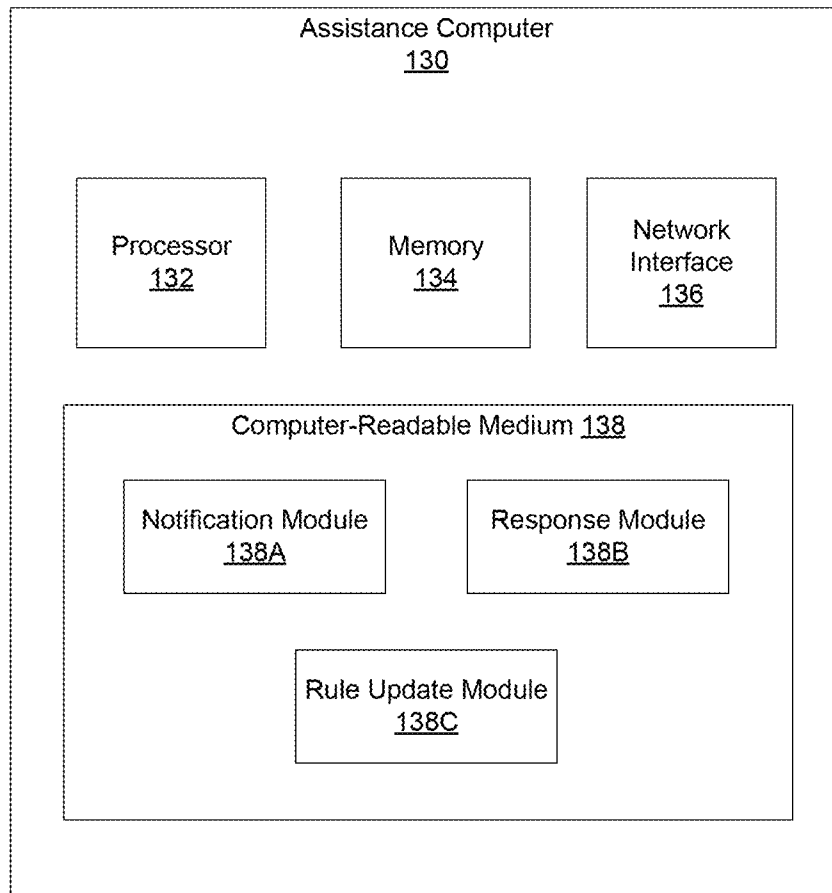 Assistance Computer
130
Processor
132
Memory
134
Network
Interface
136
Computer-Readable Medium 138
Notification Module
138A
Response Module
138B
Rule Update Module
138C